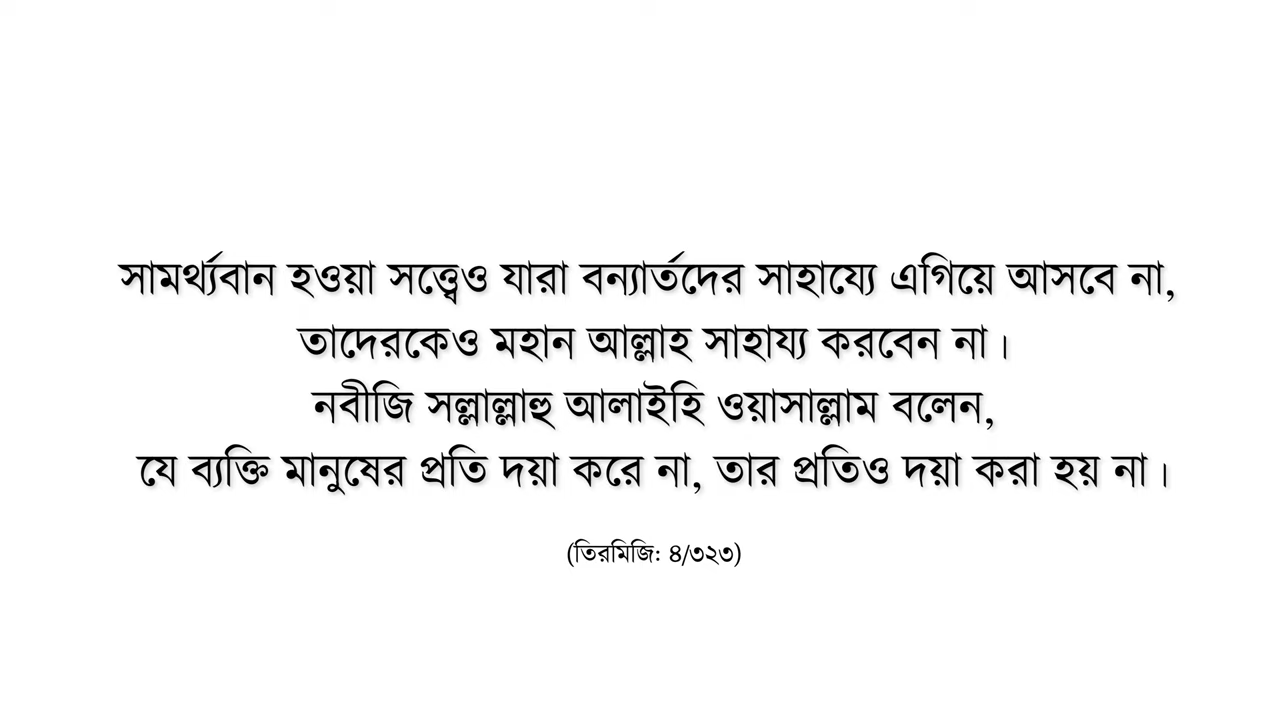 সামর্থ্যবান হওয়া সত্ত্বেও যারা বন্যার্তদের সাহায্যে এগিয়ে আসবে না,
তাদেরকেও মহান আল্লাহ সাহায্য করবেন না।
নবীজি সল্লাল্লাহু আলাইহি ওয়াসাল্লাম বলেন,
যে ব্যক্তি মানুষের প্রতি দয়া করে না, তার প্রতিও দয়া করা হয় না।
(তিরমিজি: ৪/৩২৩)